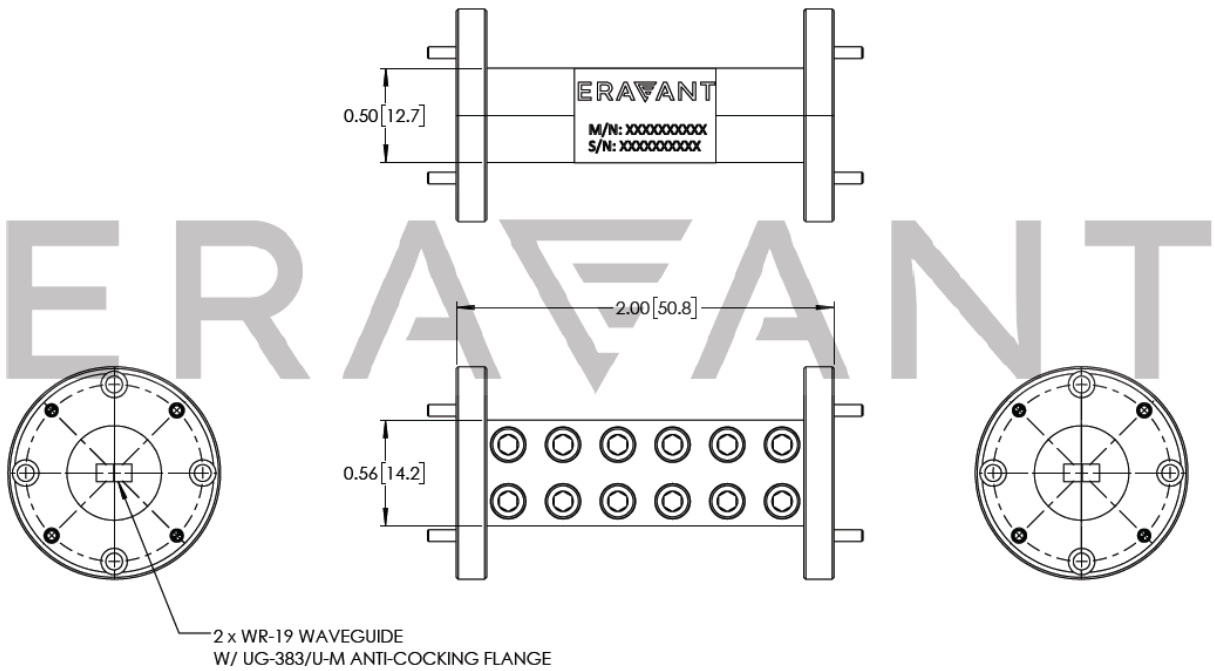 ERAVANT
0.50[12.7]
M/N: XXXXXXXXXX
S/N: XXXXXXXXXX
ERAVANT
2.00[50.8]
0.56[14.2]
2 x WR-19 WAVEGUIDE
W/ UG-383/U-M ANTI-COCKING FLANGE